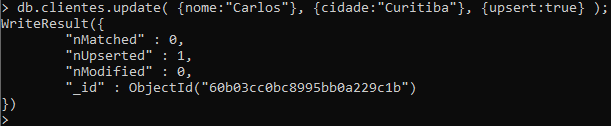 > db.clientes.update( {nome:"Carlos"}, {cidade:"Curitiba"}, {upsert:true} );
WriteResult({
        "nMatched" : 0,
        "nUpserted" : 1,
        "nModified" : 0,
        "_id" : ObjectId("60b03cc0bc8995bb0a229c1b")
})
>